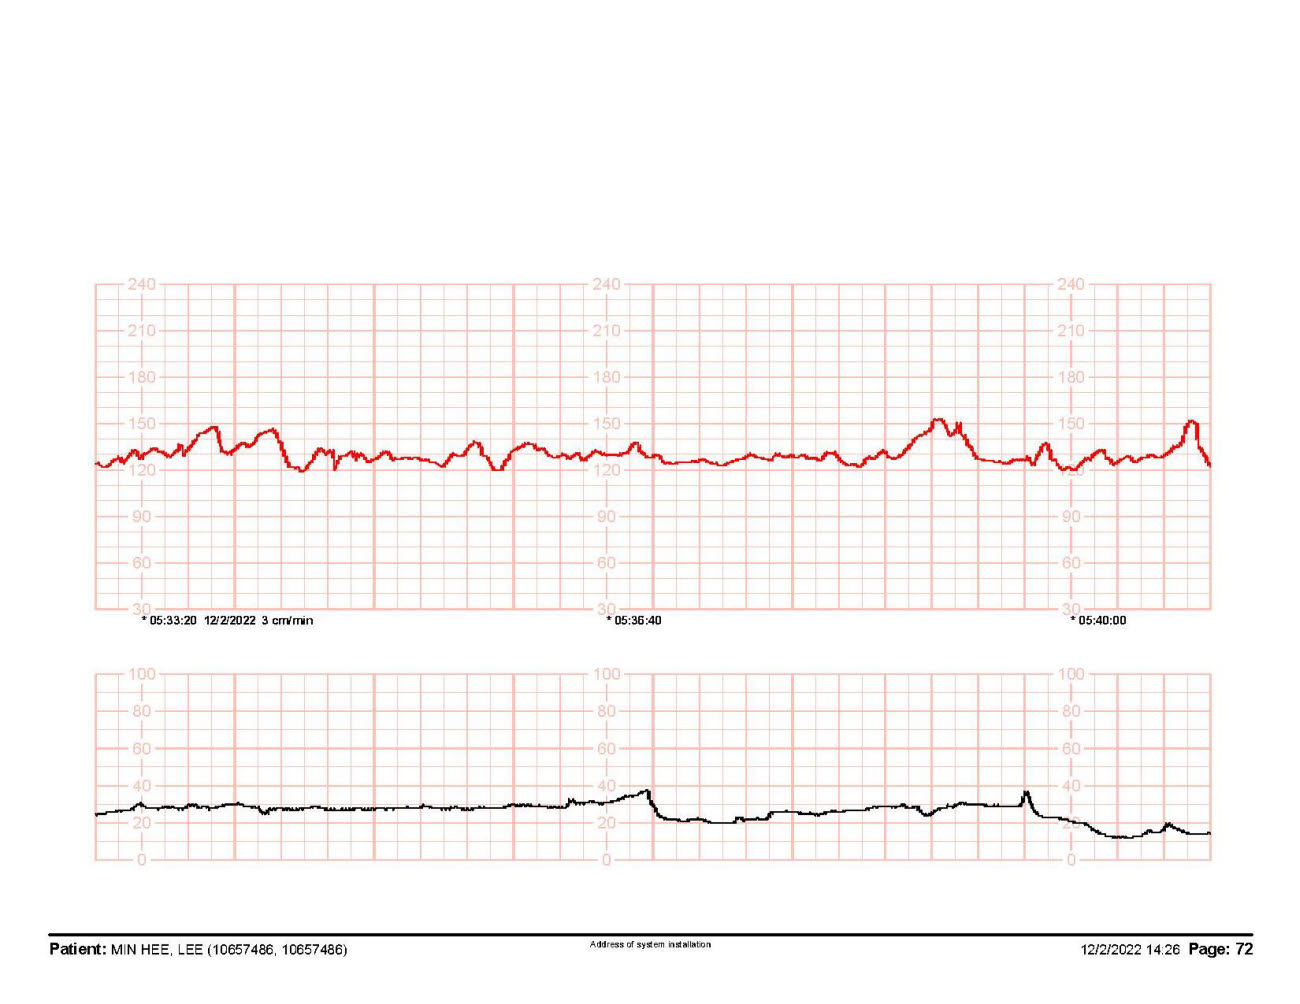 240 240 240
210 210 210
180 180 180
150 150 150
120 120 120
90 90 90
60 60 60
30 30 30
* 05:33:20 12/2/2022 3 cm/min * 05:36:40 * 05:40:00
100 100 100
80 80 80
60 60 60
40 40 40
20 20 20
0 0 0
Patient: MIN HEE, LEE (10657486, 10657486) Address of system installation 12/2/2022 14:26 Page: 72